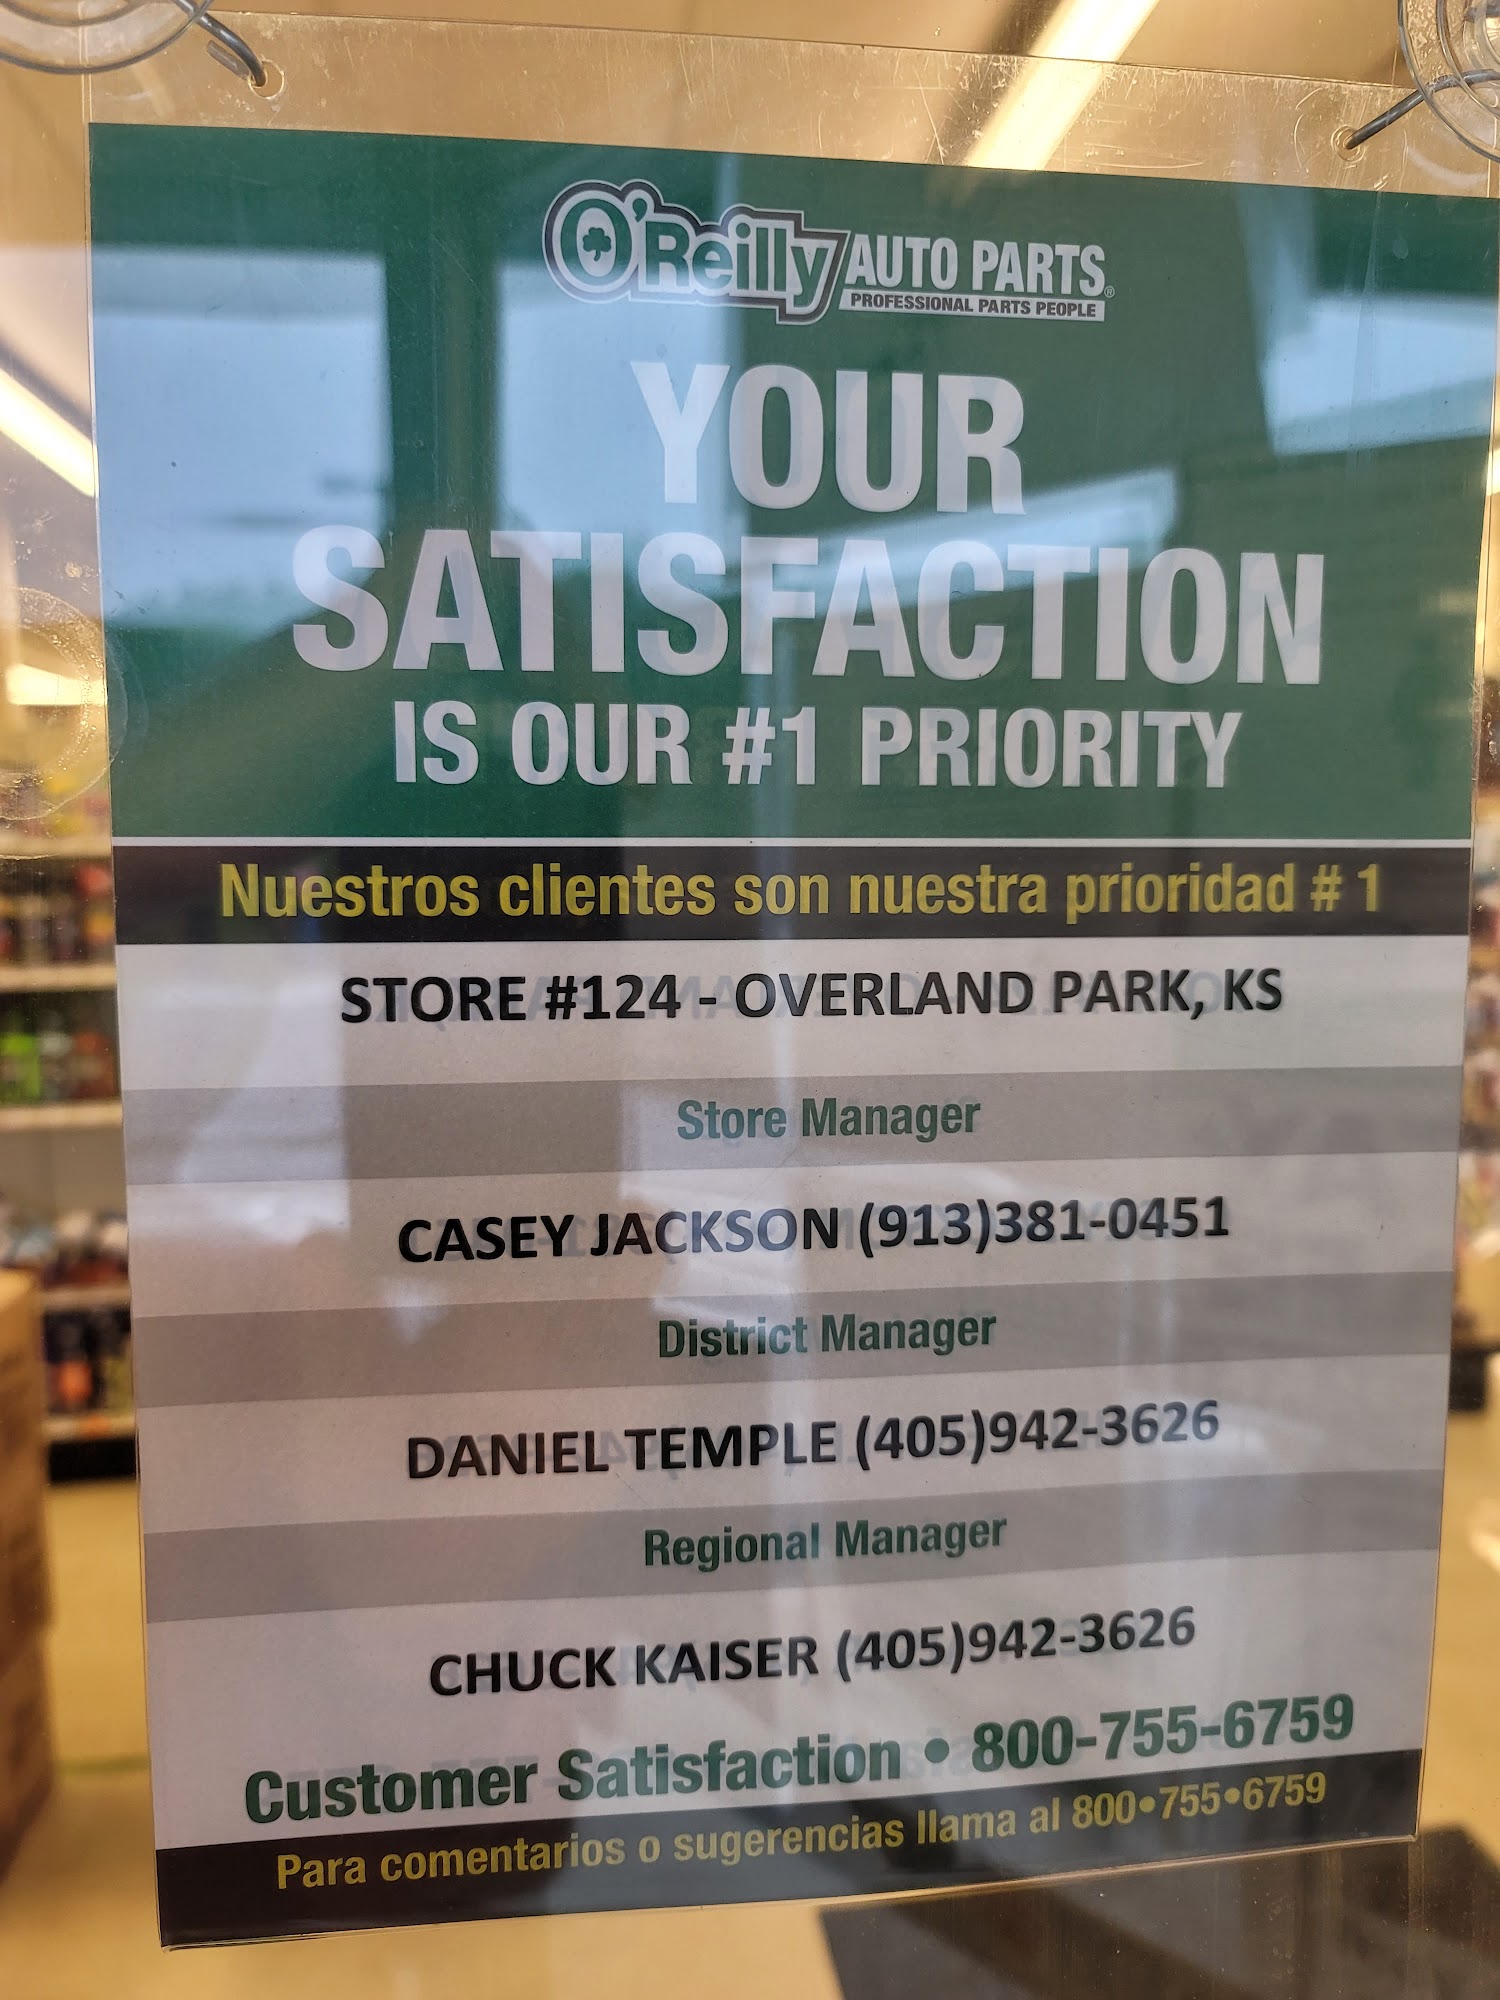 O'Reilly AUTO PARTS®
PROFESSIONAL PARTS PEOPLE
YOUR
SATISFACTION
IS OUR #1 PRIORITY
Nuestros clientes son nuestra prioridad # 1
STORE #124 - OVERLAND PARK, KS
Store Manager
CASEY JACKSON (913)381-0451
District Manager
DANIEL TEMPLE (405)942-3626
Regional Manager
CHUCK KAISER (405)942-3626
Customer Satisfaction • 800-755-6759
Para comentarios o sugerencias llama al 800•755•6759